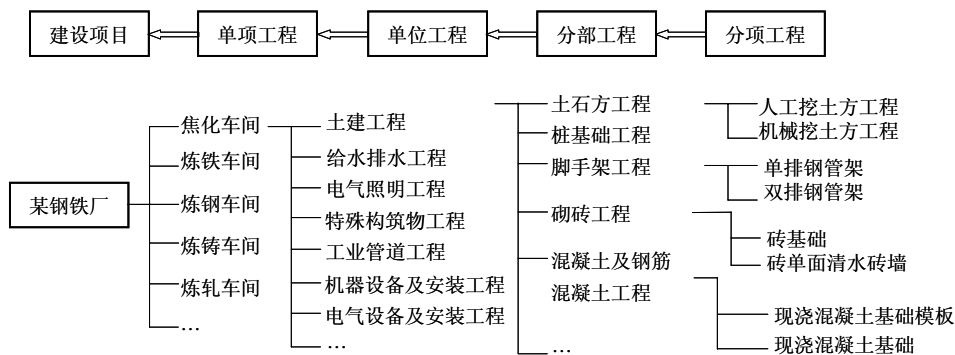 建设项目
单项工程
单位工程
分部工程
分项工程
某钢铁厂
焦化车间
炼铁车间
炼钢车间
炼铸车间
炼轧车间
…
土建工程
给水排水工程
电气照明工程
特殊构筑物工程
工业管道工程
机器设备及安装工程
电气设备及安装工程
…
土石方工程
桩基础工程
脚手架工程
砌砖工程
混凝土及钢筋
混凝土工程
…
人工挖土方工程
机械挖土方工程
单排钢管架
双排钢管架
砖基础
砖单面清水砖墙
现浇混凝土基础模板
现浇混凝土基础